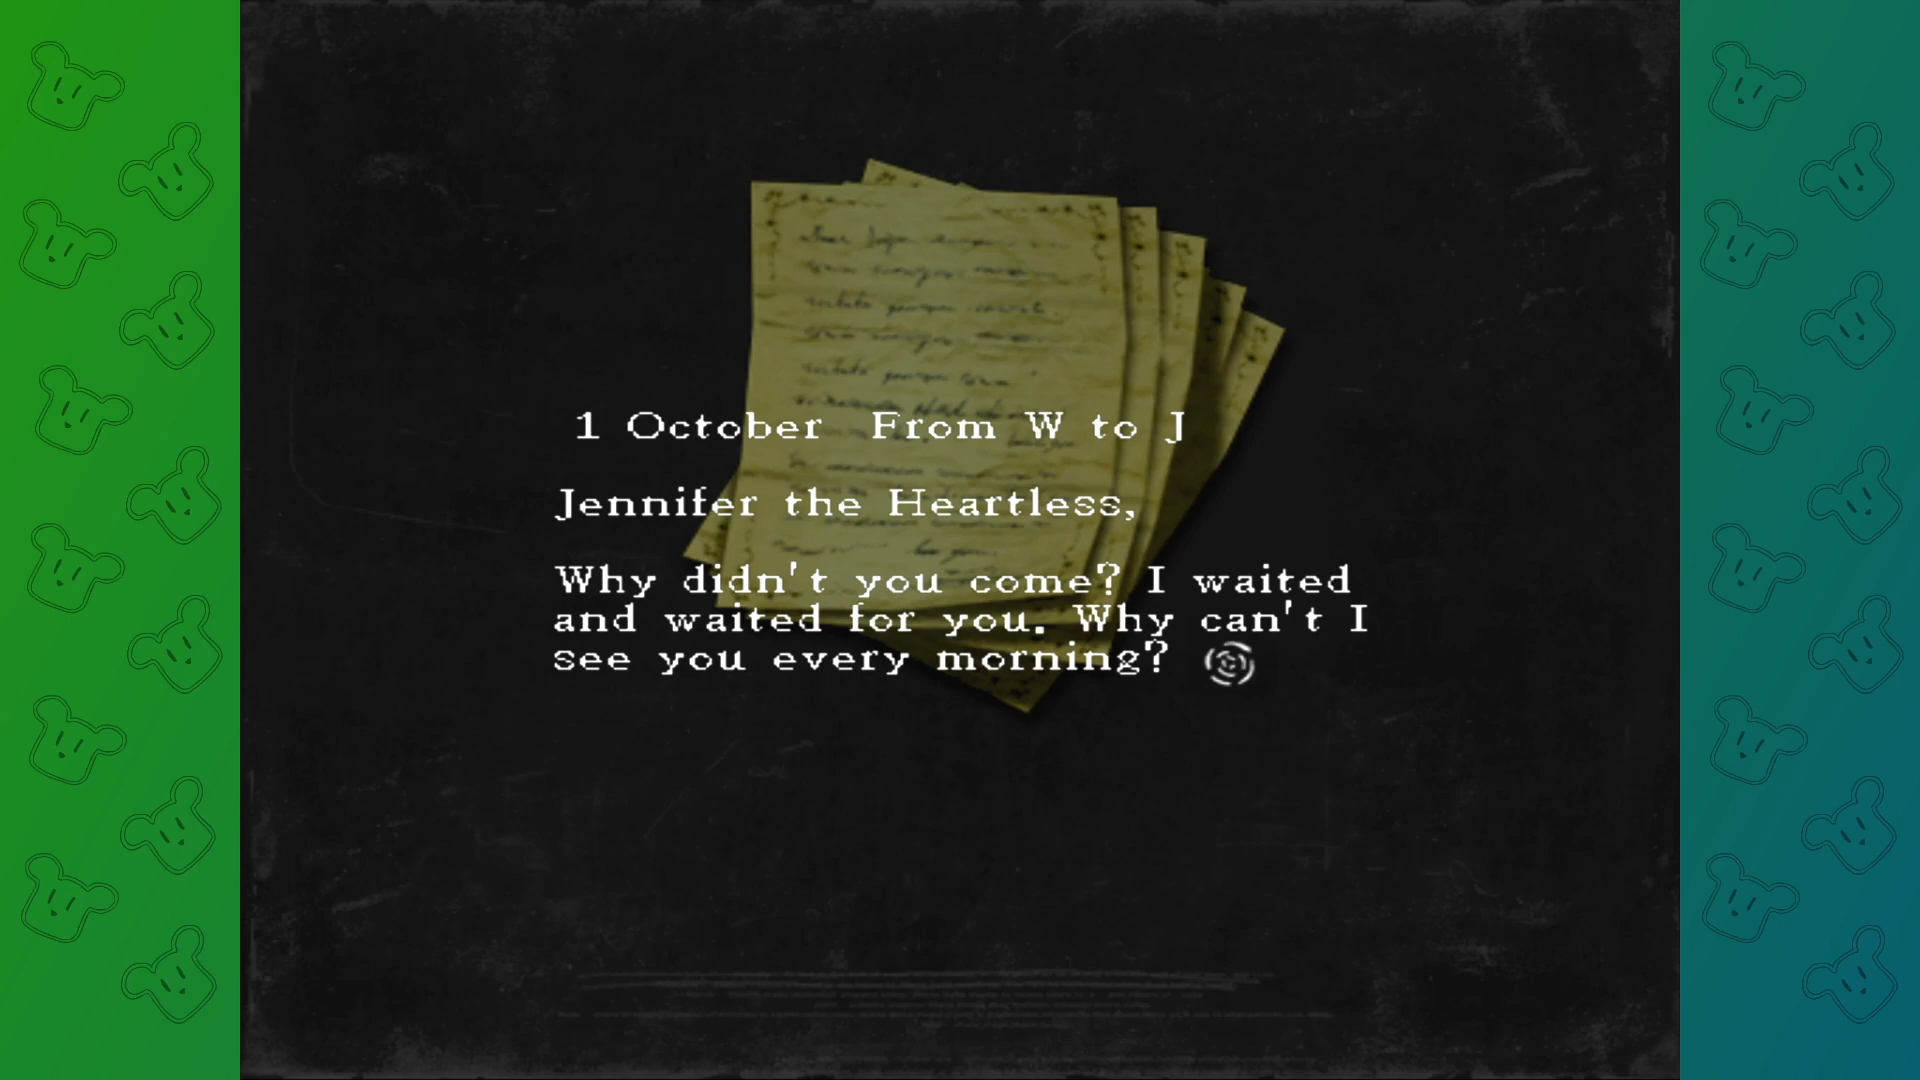 1 October  From W to J
Jennifer the Heartless,
Why didn't you come? I waited
and waited for you. Why can't I
see you every morning?